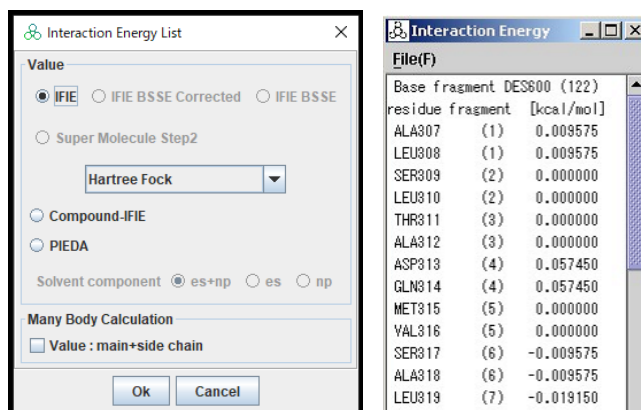 Interaction Energy List
Value
IFIE IFIE BSSE Corrected IFIE BSSE
Super Molecule Step2
Hartree Fock
Compound-IFIE
PIEDA
Solvent component es+np es np
Many Body Calculation
Value : main+side chain
Ok Cancel
Interaction Energy
File(F)
Base fragment DES600 (122)
residue fragment [kcal/mol]
ALA307 (1) 0.009575
LEU308 (1) 0.009575
SER309 (2) 0.000000
LEU310 (2) 0.000000
THR311 (3) 0.000000
ALA312 (3) 0.000000
ASP313 (4) 0.057450
GLN314 (4) 0.057450
MET315 (5) 0.000000
VAL316 (5) 0.000000
SER317 (6) -0.009575
ALA318 (6) -0.009575
LEU319 (7) -0.019150